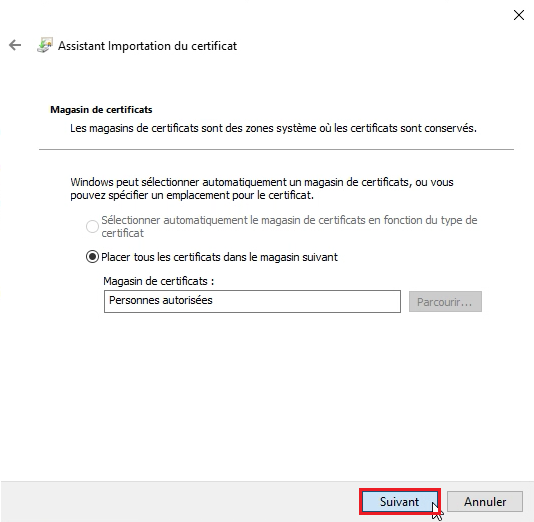 Assistant Importation du certificat
Magasin de certificats
Les magasins de certificats sont des zones système où les certificats sont conservés.
Windows peut sélectionner automatiquement un magasin de certificats, ou vous
pouvez spécifier un emplacement pour le certificat.
Sélectionner automatiquement le magasin de certificats en fonction du type de
certificat
Placer tous les certificats dans le magasin suivant
Magasin de certificats :
Personnes autorisées
Parcourir...
Suivant
Annuler